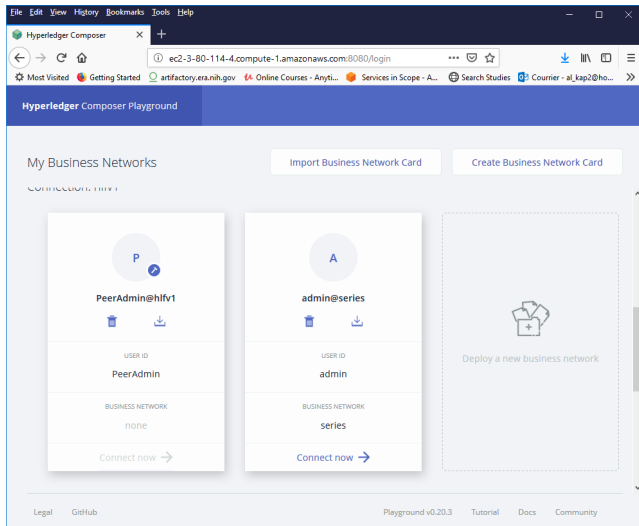 File Edit View History Bookmarks Tools Help
Hyperledger Composer
ec2-3-80-114-4.compute-1.amazonaws.com:8080/login
Most Visited Getting Started artifactory.era.nih.gov Online Courses - Anyti... Services in Scope - A... Search Studies Courrier - al_kap2@ho...
Hyperledger Composer Playground
My Business Networks Import Business Network Card Create Business Network Card
Connection: hlfv1
P A
PeerAdmin@hlfv1 admin@series
USER ID USER ID Deploy a new business network
PeerAdmin admin
BUSINESS NETWORK BUSINESS NETWORK
none series
Connect now Connect now
Legal GitHub Playground v0.20.3 Tutorial Docs Community